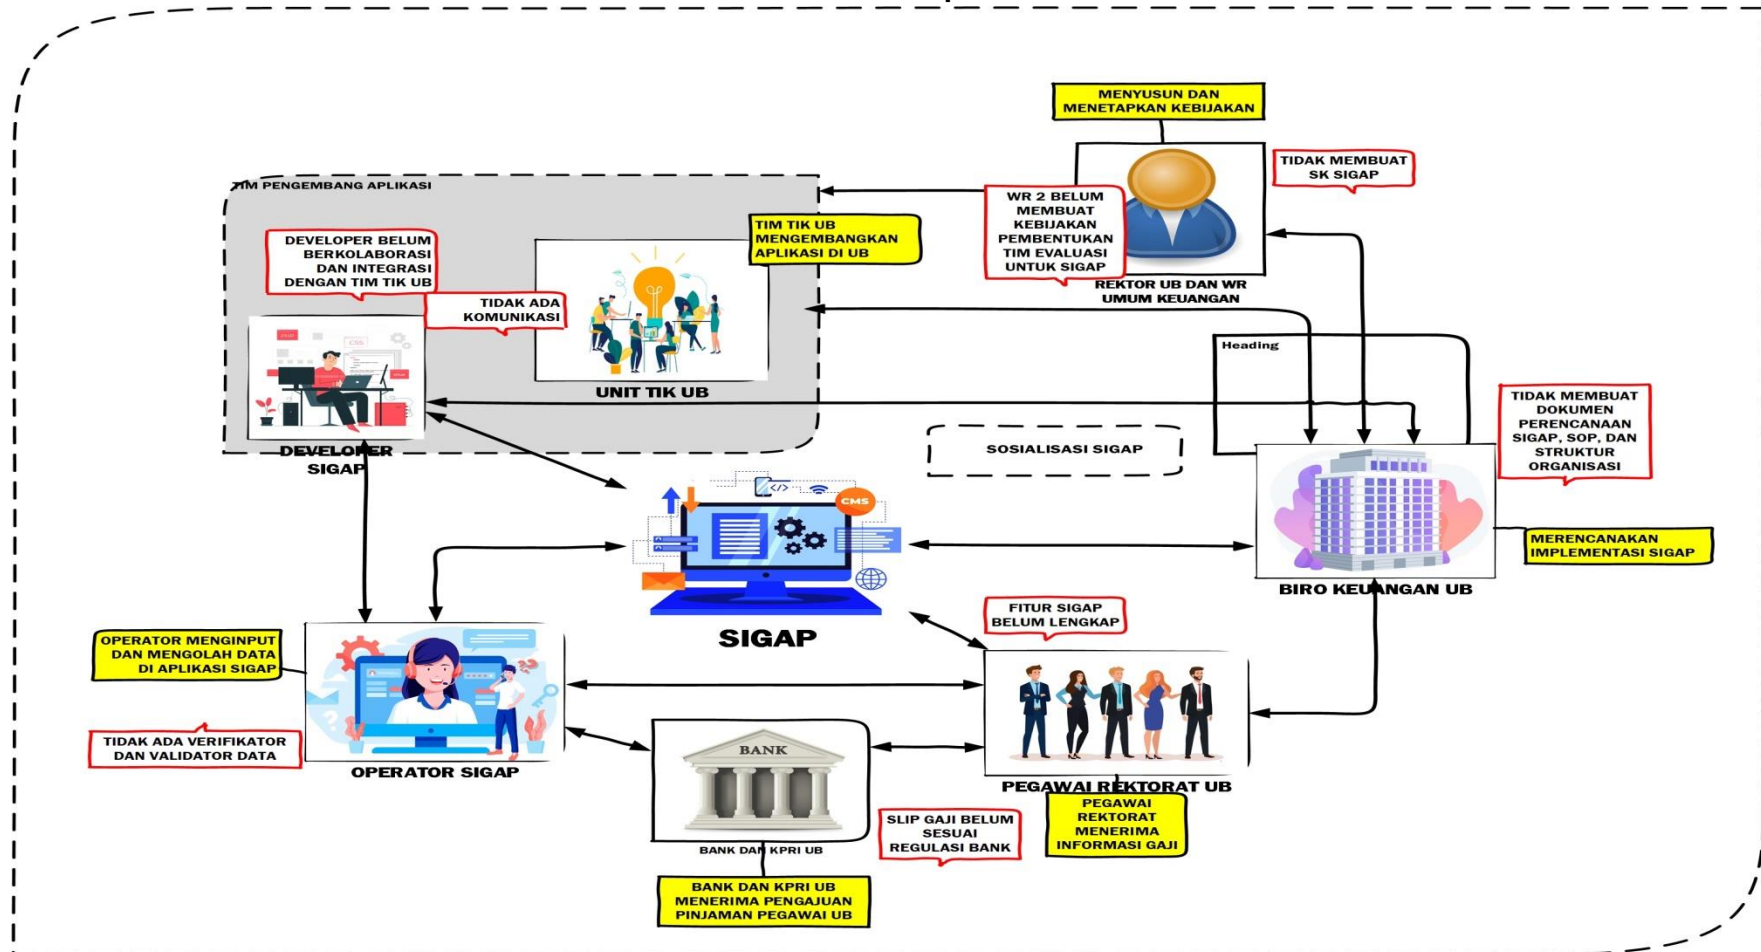 MENYUSUN DAN
MENETAPKAN KEBIJAKAN
TIDAK MEMBUAT
SK SIGAP
WR 2 BELUM
MEMBUAT
KEBIJAKAN
PEMBENTUKAN
TIM EVALUASI
UNTUK SIGAP
REKTOR UB DAN WR
UMUM KEUANGAN
TIM PENGEMBANG APLIKASI
DEVELOPER BELUM
BERKOLABORASI
DAN INTEGRASI
DENGAN TIM TIK UB
TIDAK ADA
KOMUNIKASI
TIM TIK UB
MENGEMBANGKAN
APLIKASI DI UB
UNIT TIK UB
CSS
DEVELOPER
SIGAP
Heading
TIDAK MEMBUAT
DOKUMEN
PERENCANAAN
SIGAP, SOP, DAN
STRUKTUR
ORGANISASI
SOSIALISASI SIGAP
</>
CMS
SIGAP
MERENCANAKAN
IMPLEMENTASI SIGAP
BIRO KEUANGAN UB
FITUR SIGAP
BELUM LENGKAP
OPERATOR MENGINPUT
DAN MENGOLAH DATA
DI APLIKASI SIGAP
TIDAK ADA VERIFIKATOR
DAN VALIDATOR DATA
OPERATOR SIGAP
BANK
BANK DAN KPRI UB
SLIP GAJI BELUM
SESUAI
REGULASI BANK
PEGAWAI REKTORAT UB
PEGAWAI
REKTORAT
MENERIMA
INFORMASI GAJI
BANK DAN KPRI UB
MENERIMA PENGAJUAN
PINJAMAN PEGAWAI UB